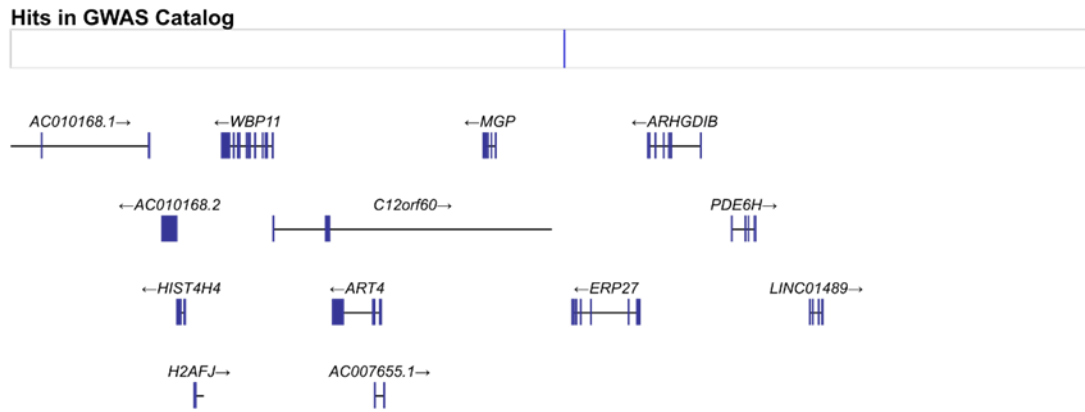 Hits in GWAS Catalog
AC010168.1→ ←WBP11 ←MGP ←ARHGDIB
←AC010168.2 C12orf60→ PDE6H→
←HIST4H4 ←ART4 ←ERP27 LINC01489→
H2AFJ→ AC007655.1→